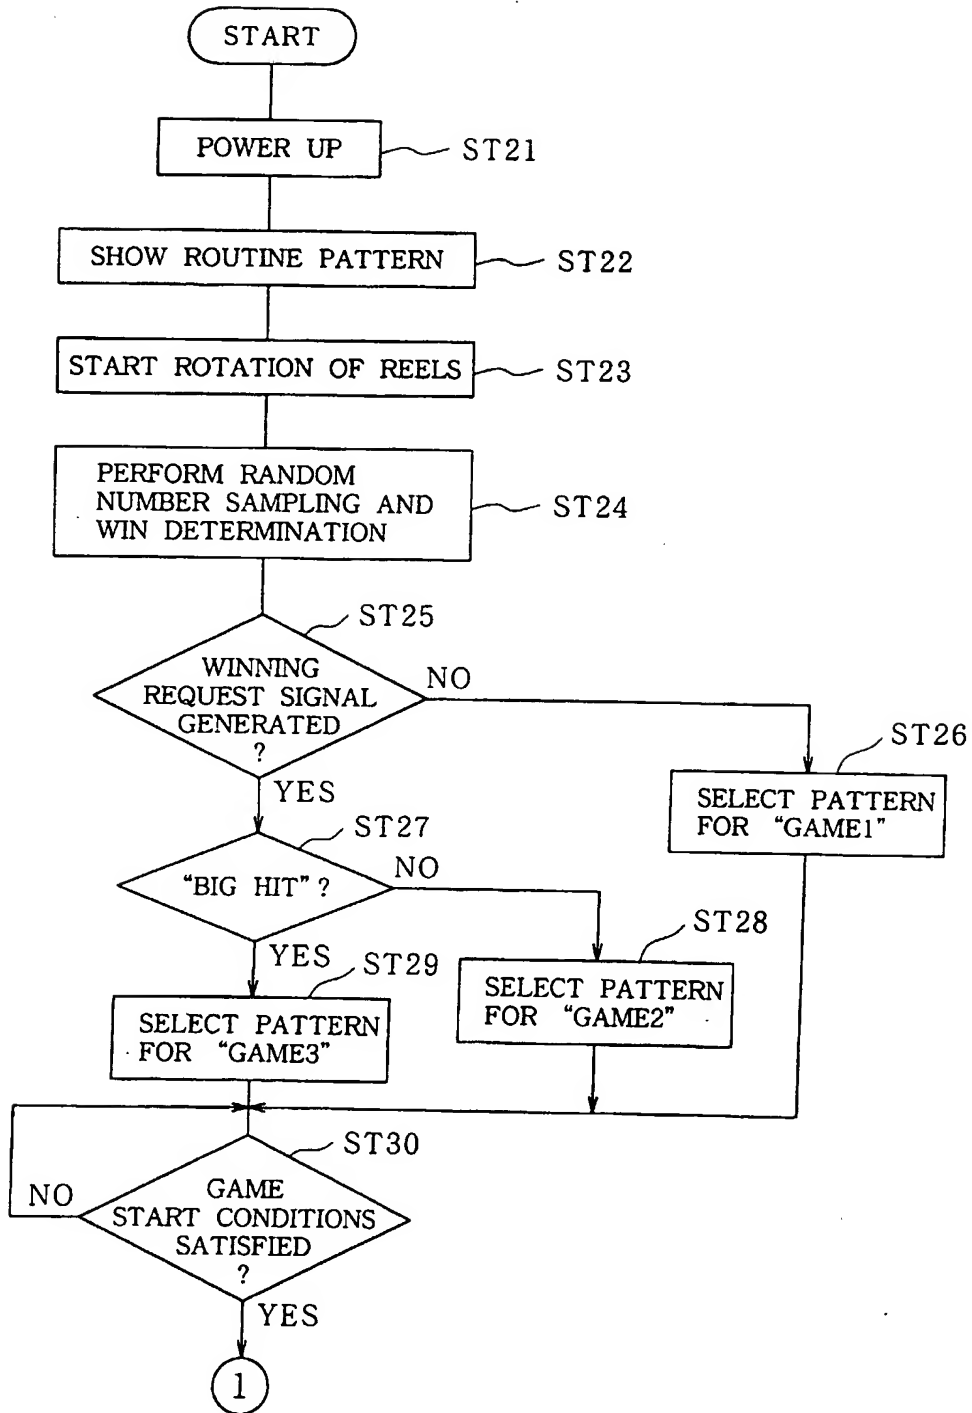 START
POWER UP
ST21
SHOW ROUTINE PATTERN
ST22
START ROTATION OF REELS
ST23
PERFORM RANDOM
NUMBER SAMPLING AND
WIN DETERMINATION
ST24
ST25
WINNING
REQUEST SIGNAL
GENERATED
?
NO
YES
ST26
SELECT PATTERN
FOR "GAME1"
ST27
"BIG HIT" ?
NO
YES
ST28
SELECT PATTERN
FOR "GAME2"
ST29
SELECT PATTERN
FOR "GAME3"
ST30
GAME
START CONDITIONS
SATISFIED
?
NO
YES
1